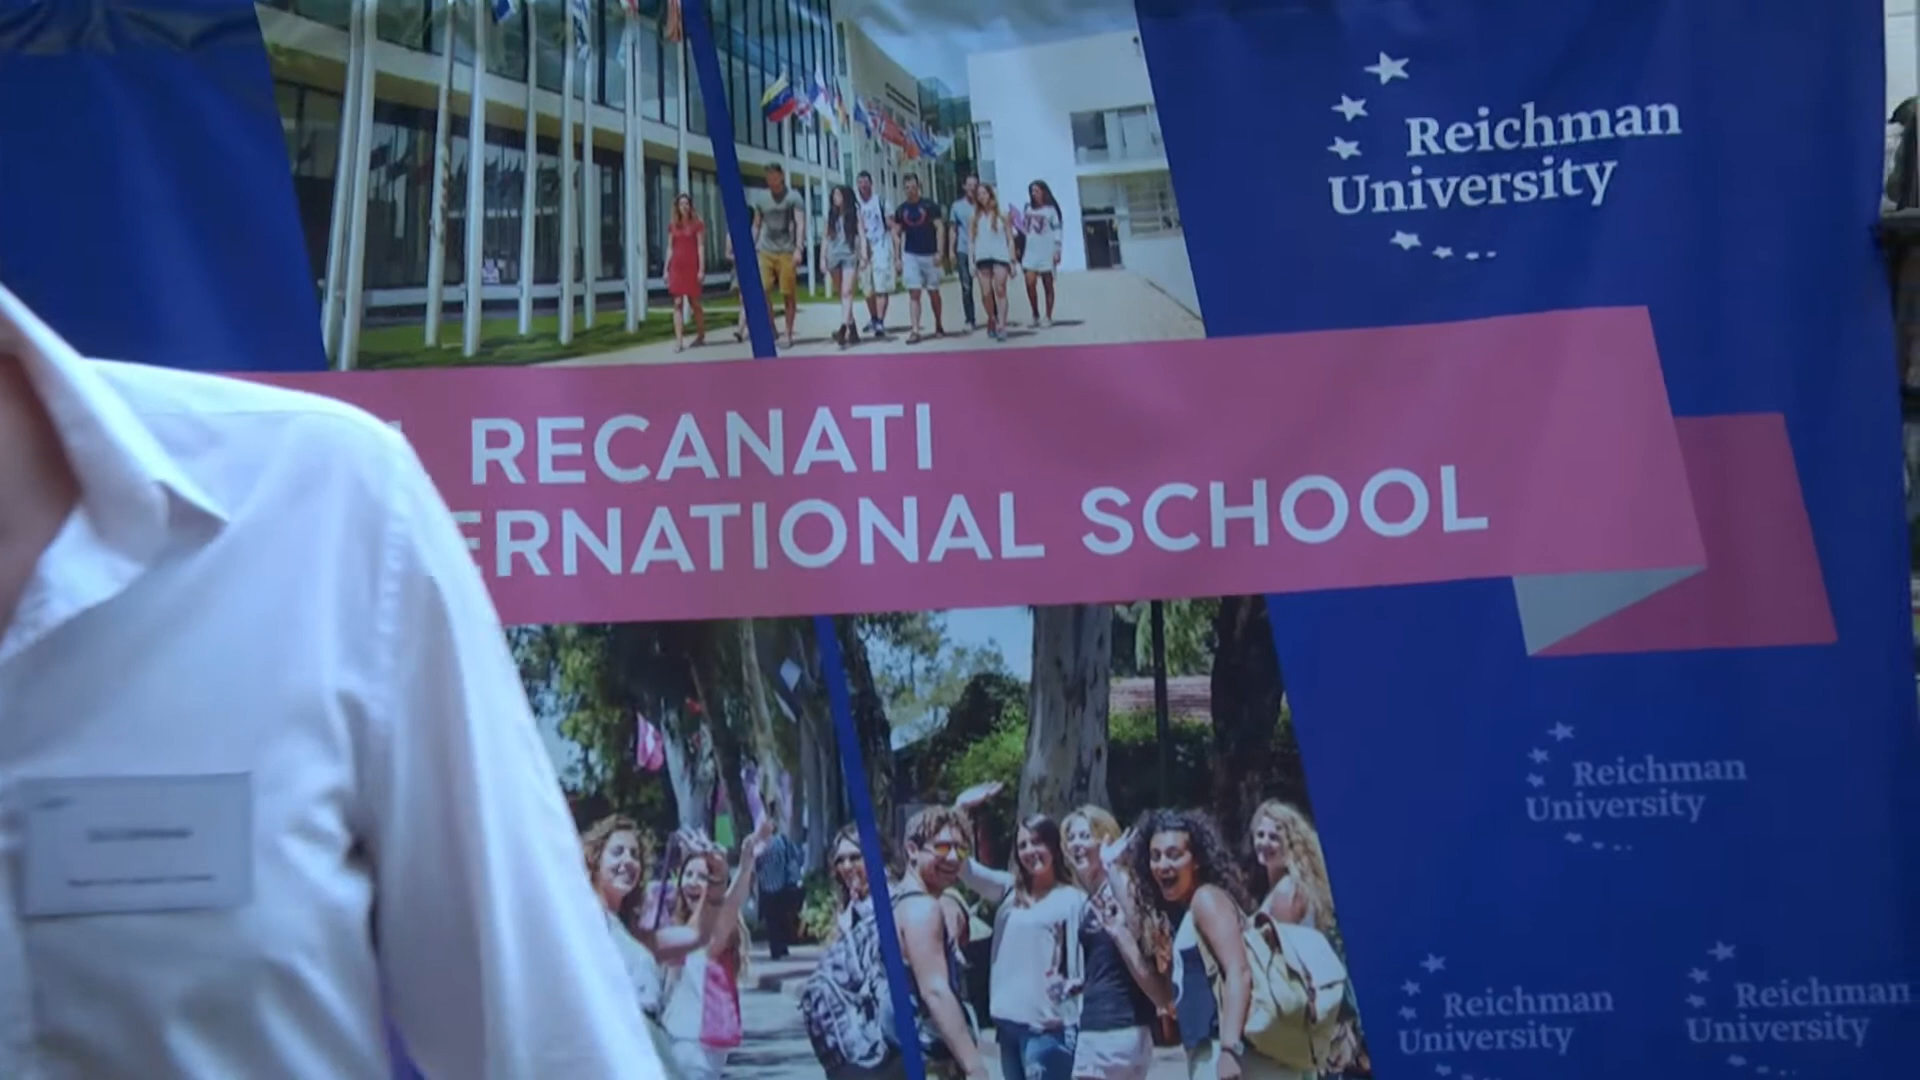 Reichman
University
RECANATI
ERNATIONAL SCHOOL
Reichman
University
Reichman
University
Reichman
University